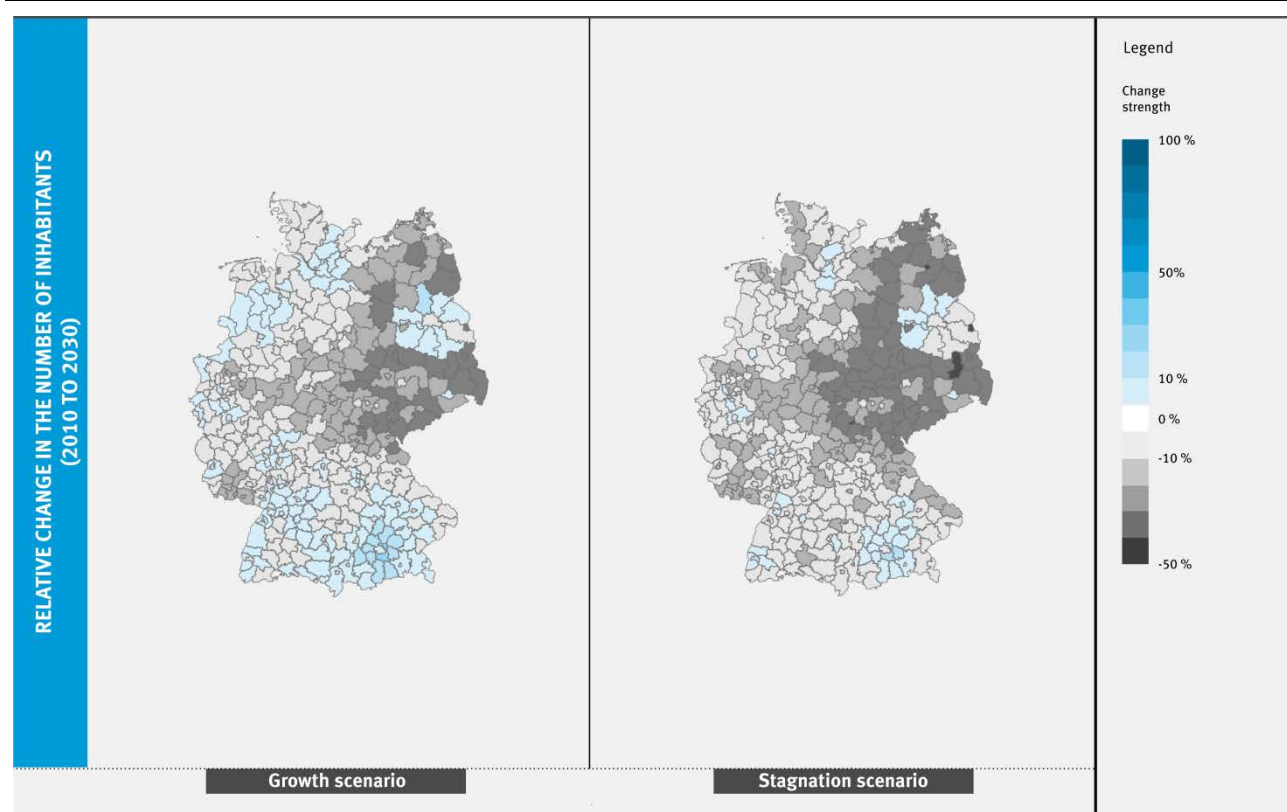 RELATIVE CHANGE IN THE NUMBER OF INHABITANTS
(2010 TO 2030)
Growth scenario
Stagnation scenario
Legend
Change
strength
100 %
50%
10 %
0 %
-10 %
-50 %